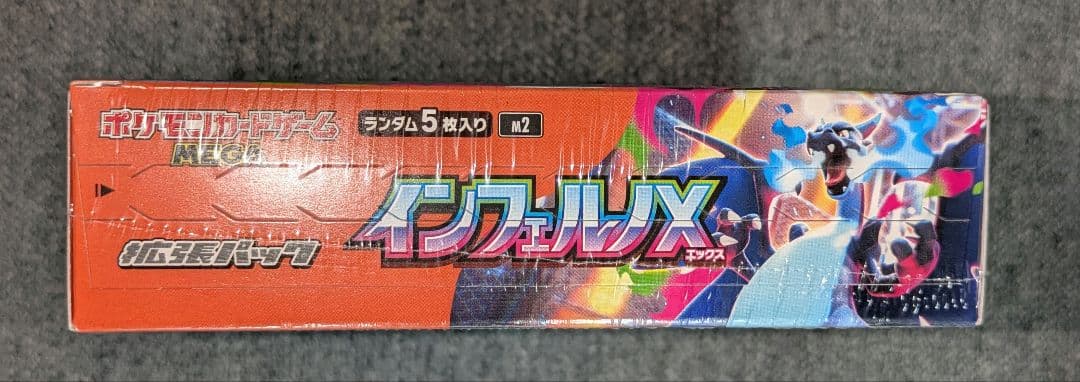 ポケモンカードゲーム
MEGA
ランダム5枚入り M2
インフェルノX
エックス
拡張パック